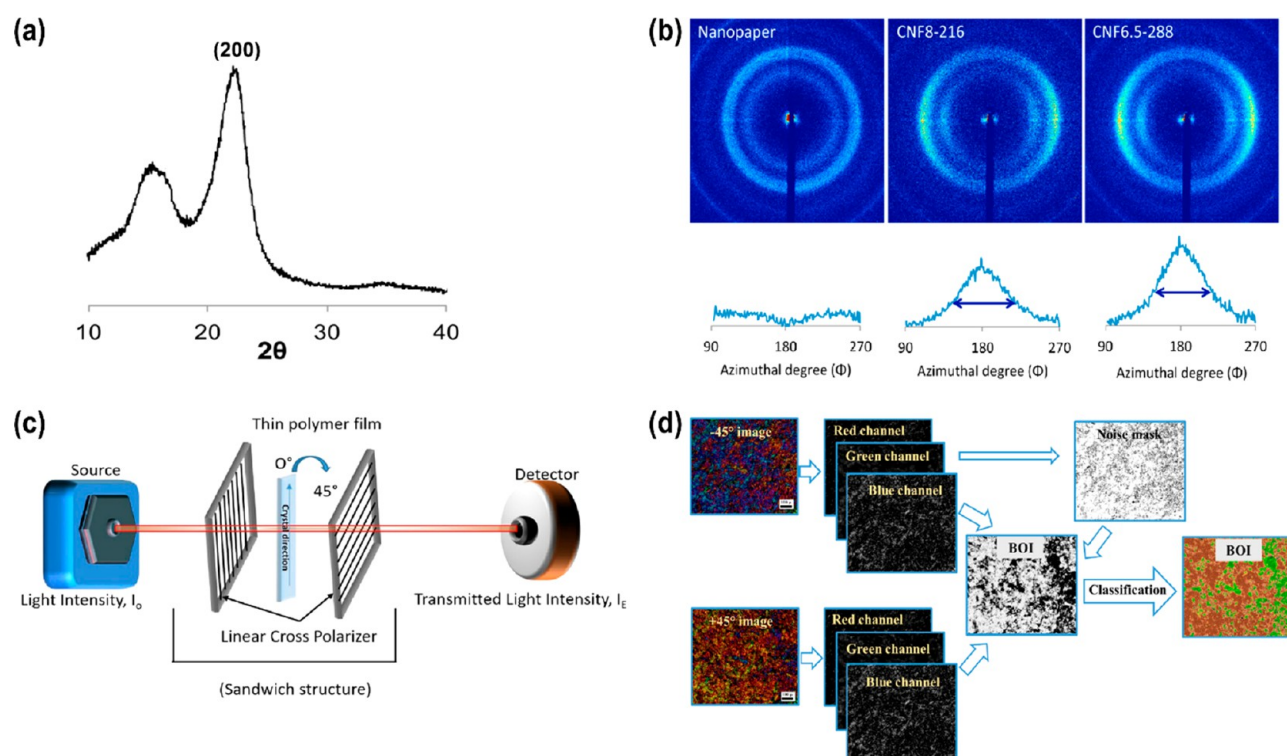 (a)
(200)
10
20
30
40
2θ
(b)
Nanopaper
CNF8-216
CNF6.5-288
90
180
270
90
180
270
90
180
270
Azimuthal degree (Φ)
Azimuthal degree (Φ)
Azimuthal degree (Φ)
(c)
Thin polymer film
Source
O°
45°
Detector
Crystal direction
Light Intensity, Iₒ
Transmitted Light Intensity, I_E
Linear Cross Polarizer
(Sandwich structure)
(d)
-45° image
Red channel
Green channel
Blue channel
Noise mask
BOI
Classification
BOI
+45° image
Red channel
Green channel
Blue channel